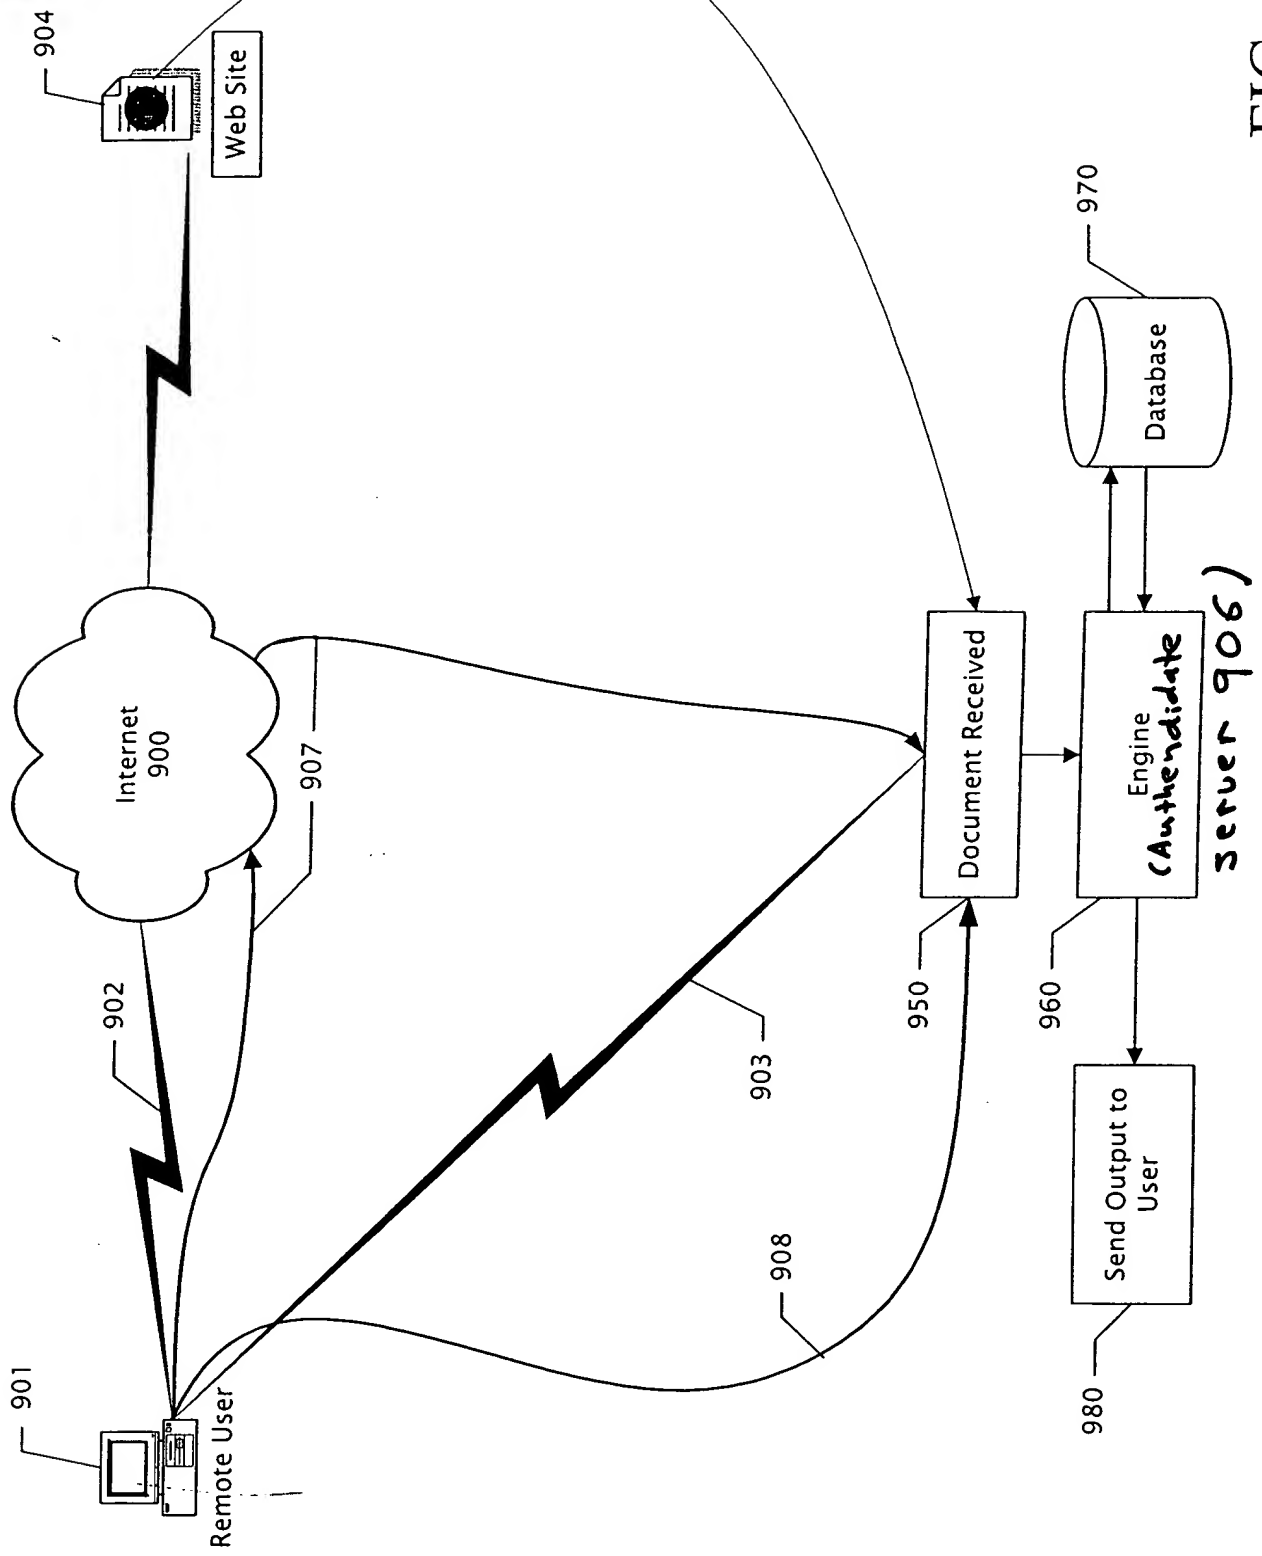 901
Remote User
902
Internet
900
907
904
Web Site
903
908
950
Document Received
960
Engine
(Authendidate
server 906)
970
Database
980
Send Output to
User
FIG